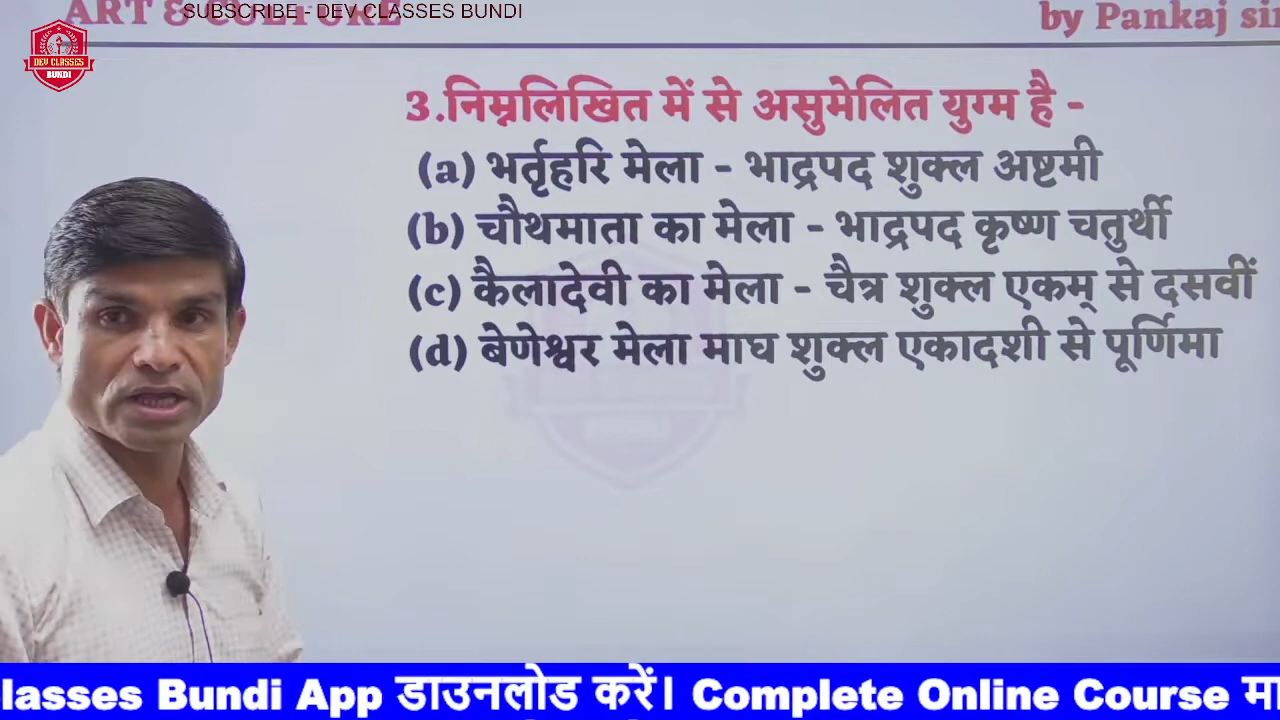 ART & CULTURE
SUBSCRIBE - DEV CLASSES BUNDI
by Pankaj sin
DEV CLASSES
BUNDI
3.निम्नलिखित में से असुमेलित युग्म है -
(a) भर्तृहरि मेला - भाद्रपद शुक्ल अष्टमी
(b) चौथमाता का मेला - भाद्रपद कृष्ण चतुर्थी
(c) कैलादेवी का मेला - चैत्र शुक्ल एकम् से दसवीं
(d) बेणेश्वर मेला माघ शुक्ल एकादशी से पूर्णिमा
lasses Bundi App डाउनलोड करें। Complete Online Course मा